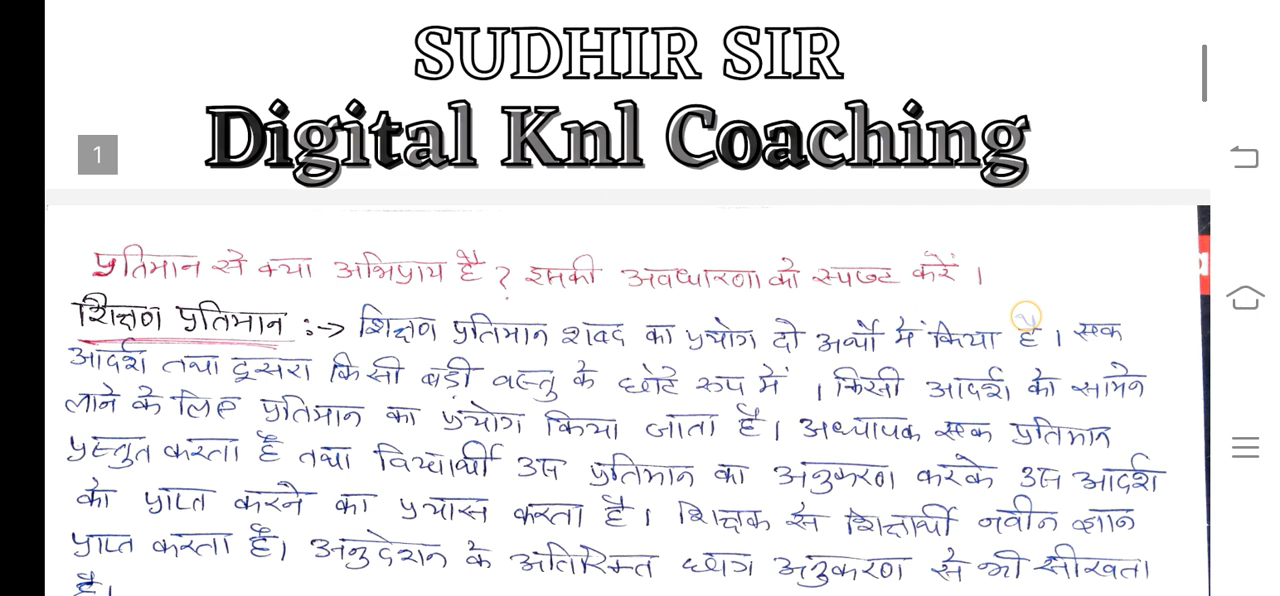 SUDHIR SIR
Digital Knl Coaching
1
प्रतिमान से क्या अभिप्राय है ? इसकी अवधारणा को स्पष्ट करें ।
शिक्षण प्रतिमान :→ शिक्षण प्रतिमान शब्द का प्रयोग दो अर्थों में किया है । एक
आदर्श तथा दूसरा किसी बड़ी वस्तु के छोटे रूप में । किसी आदर्श को सामने
लाने के लिए प्रतिमान का प्रयोग किया जाता है । अध्यापक एक प्रतिमान
प्रस्तुत करता है तथा विद्यार्थी उस प्रतिमान का अनुकरण करके उस आदर्श
को प्राप्त करने का प्रयास करता है । शिक्षक से शिक्षार्थी नवीन ज्ञान
प्राप्त करता है । अनुदेशन के अतिरिक्त छात्र अनुकरण से भी सीखता
है ।